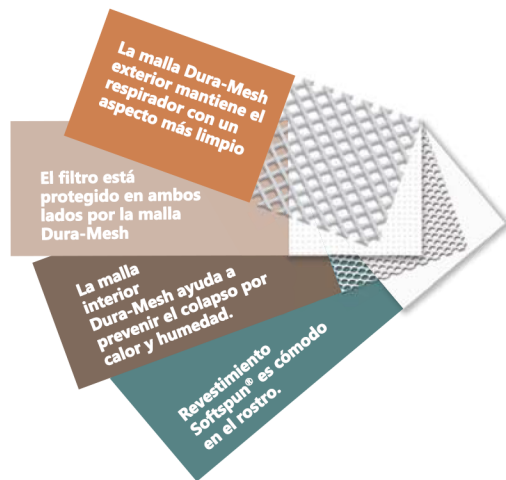 La malla Dura-Mesh
exterior mantiene el
respirador con un
aspecto más limpio
El filtro está
protegido en ambos
lados por la malla
Dura-Mesh
La malla
interior
Dura-Mesh ayuda a
prevenir el colapso por
calor y humedad.
Revestimiento
Softspun® es cómodo
en el rostro.